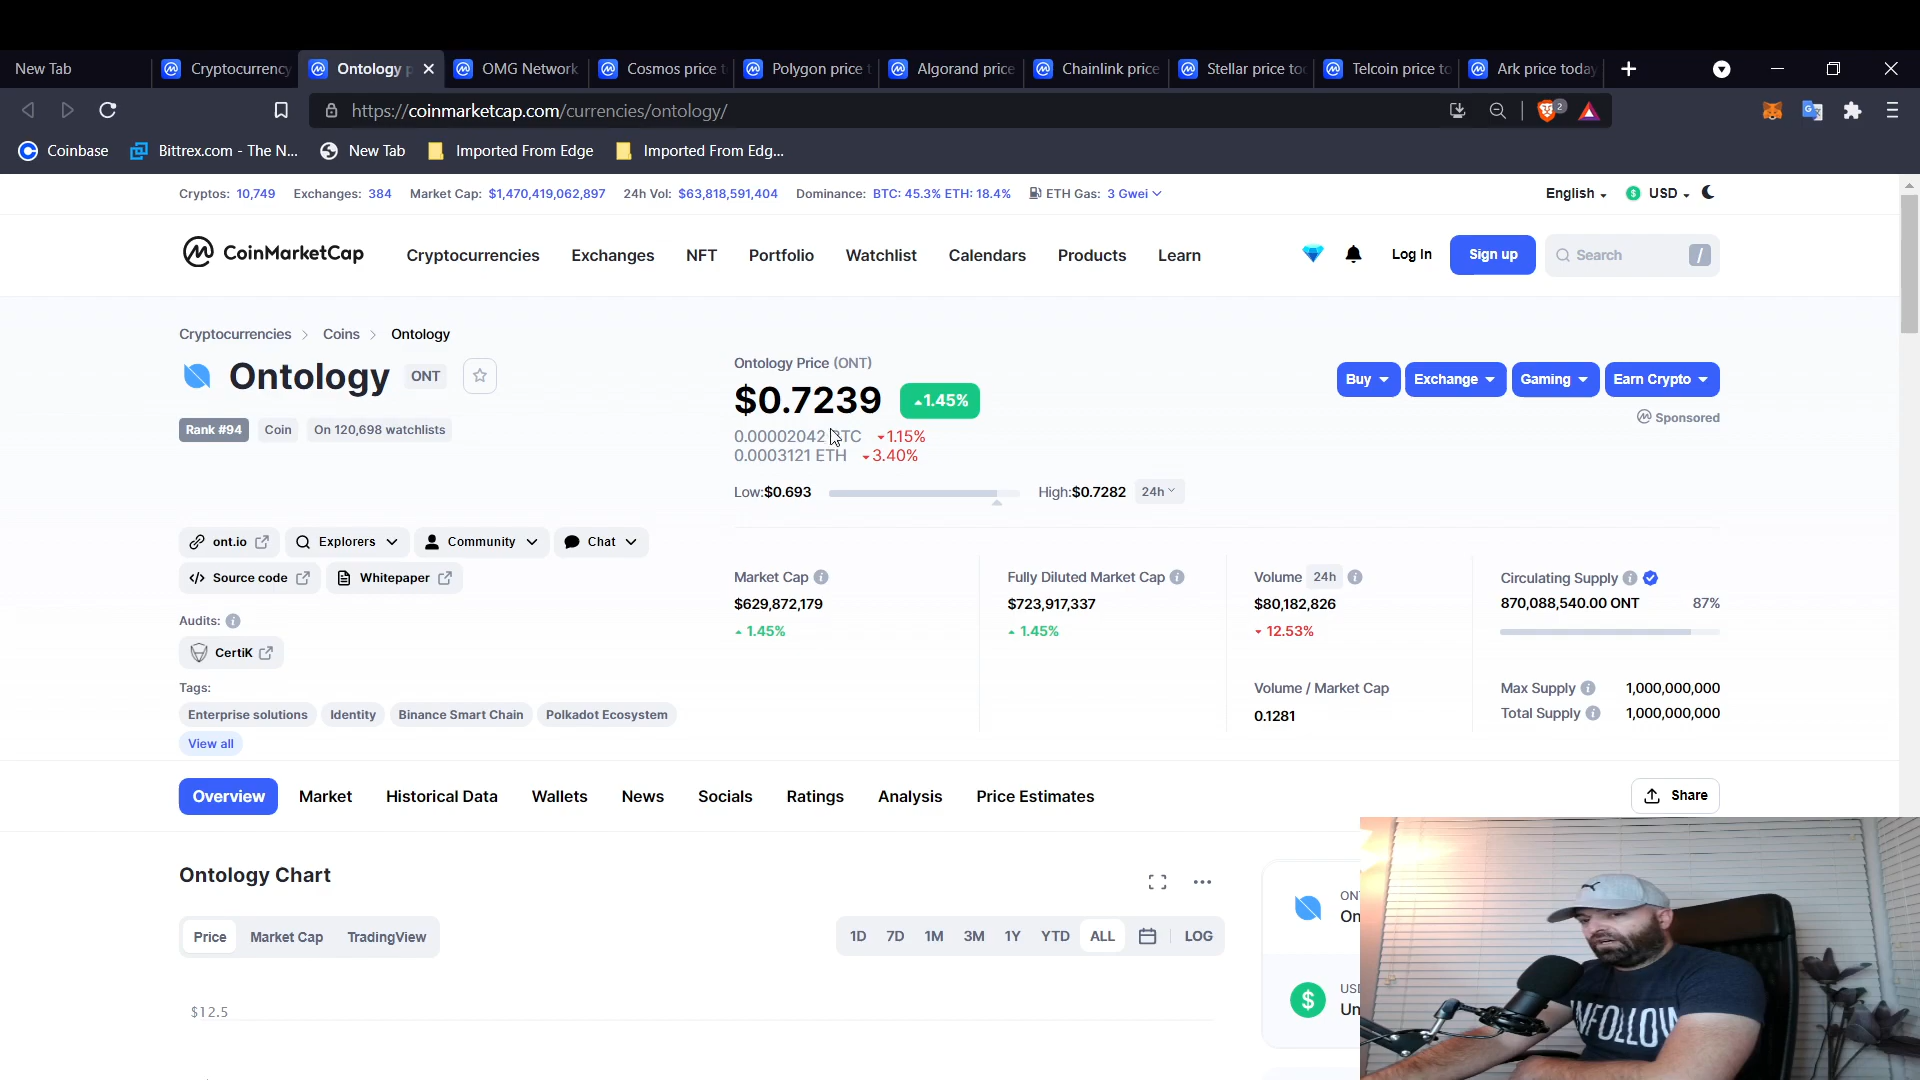 New Tab
Cryptocurrency
Ontology p
OMG Network
Cosmos price t
Polygon price t
Algorand price
Chainlink price
Stellar price to
Telcoin price to
Ark price today
https://coinmarketcap.com/currencies/ontology/
2
Coinbase
Bittrex.com - The N...
New Tab
Imported From Edge
Imported From Edg...
Cryptos: 10,749 Exchanges: 384 Market Cap: $1,470,419,062,897 24h Vol: $63,818,591,404 Dominance: BTC: 45.3% ETH: 18.4% ETH Gas: 3 Gwei
English
USD
CoinMarketCap
Cryptocurrencies
Exchanges
NFT
Portfolio
Watchlist
Calendars
Products
Learn
Log In
Sign up
Search
/
Cryptocurrencies > Coins > Ontology
Ontology ONT
Rank #94
Coin
On 120,698 watchlists
Ontology Price (ONT)
$0.7239 1.45%
0.00002042 BTC 1.15%
0.0003121 ETH 3.40%
Low:$0.693
High:$0.7282 24h
Buy
Exchange
Gaming
Earn Crypto
Sponsored
ont.io
Explorers
Community
Chat
Source code
Whitepaper
Audits:
CertiK
Tags:
Enterprise solutions
Identity
Binance Smart Chain
Polkadot Ecosystem
View all
Market Cap
$629,872,179
1.45%
Fully Diluted Market Cap
$723,917,337
1.45%
Volume 24h
$80,182,826
12.53%
Volume / Market Cap
0.1281
Circulating Supply
870,088,540.00 ONT 87%
Max Supply 1,000,000,000
Total Supply 1,000,000,000
Overview
Market
Historical Data
Wallets
News
Socials
Ratings
Analysis
Price Estimates
Share
Ontology Chart
Price
Market Cap
TradingView
1D
7D
1M
3M
1Y
YTD
ALL
LOG
$12.5
ON
On
$
US
Un